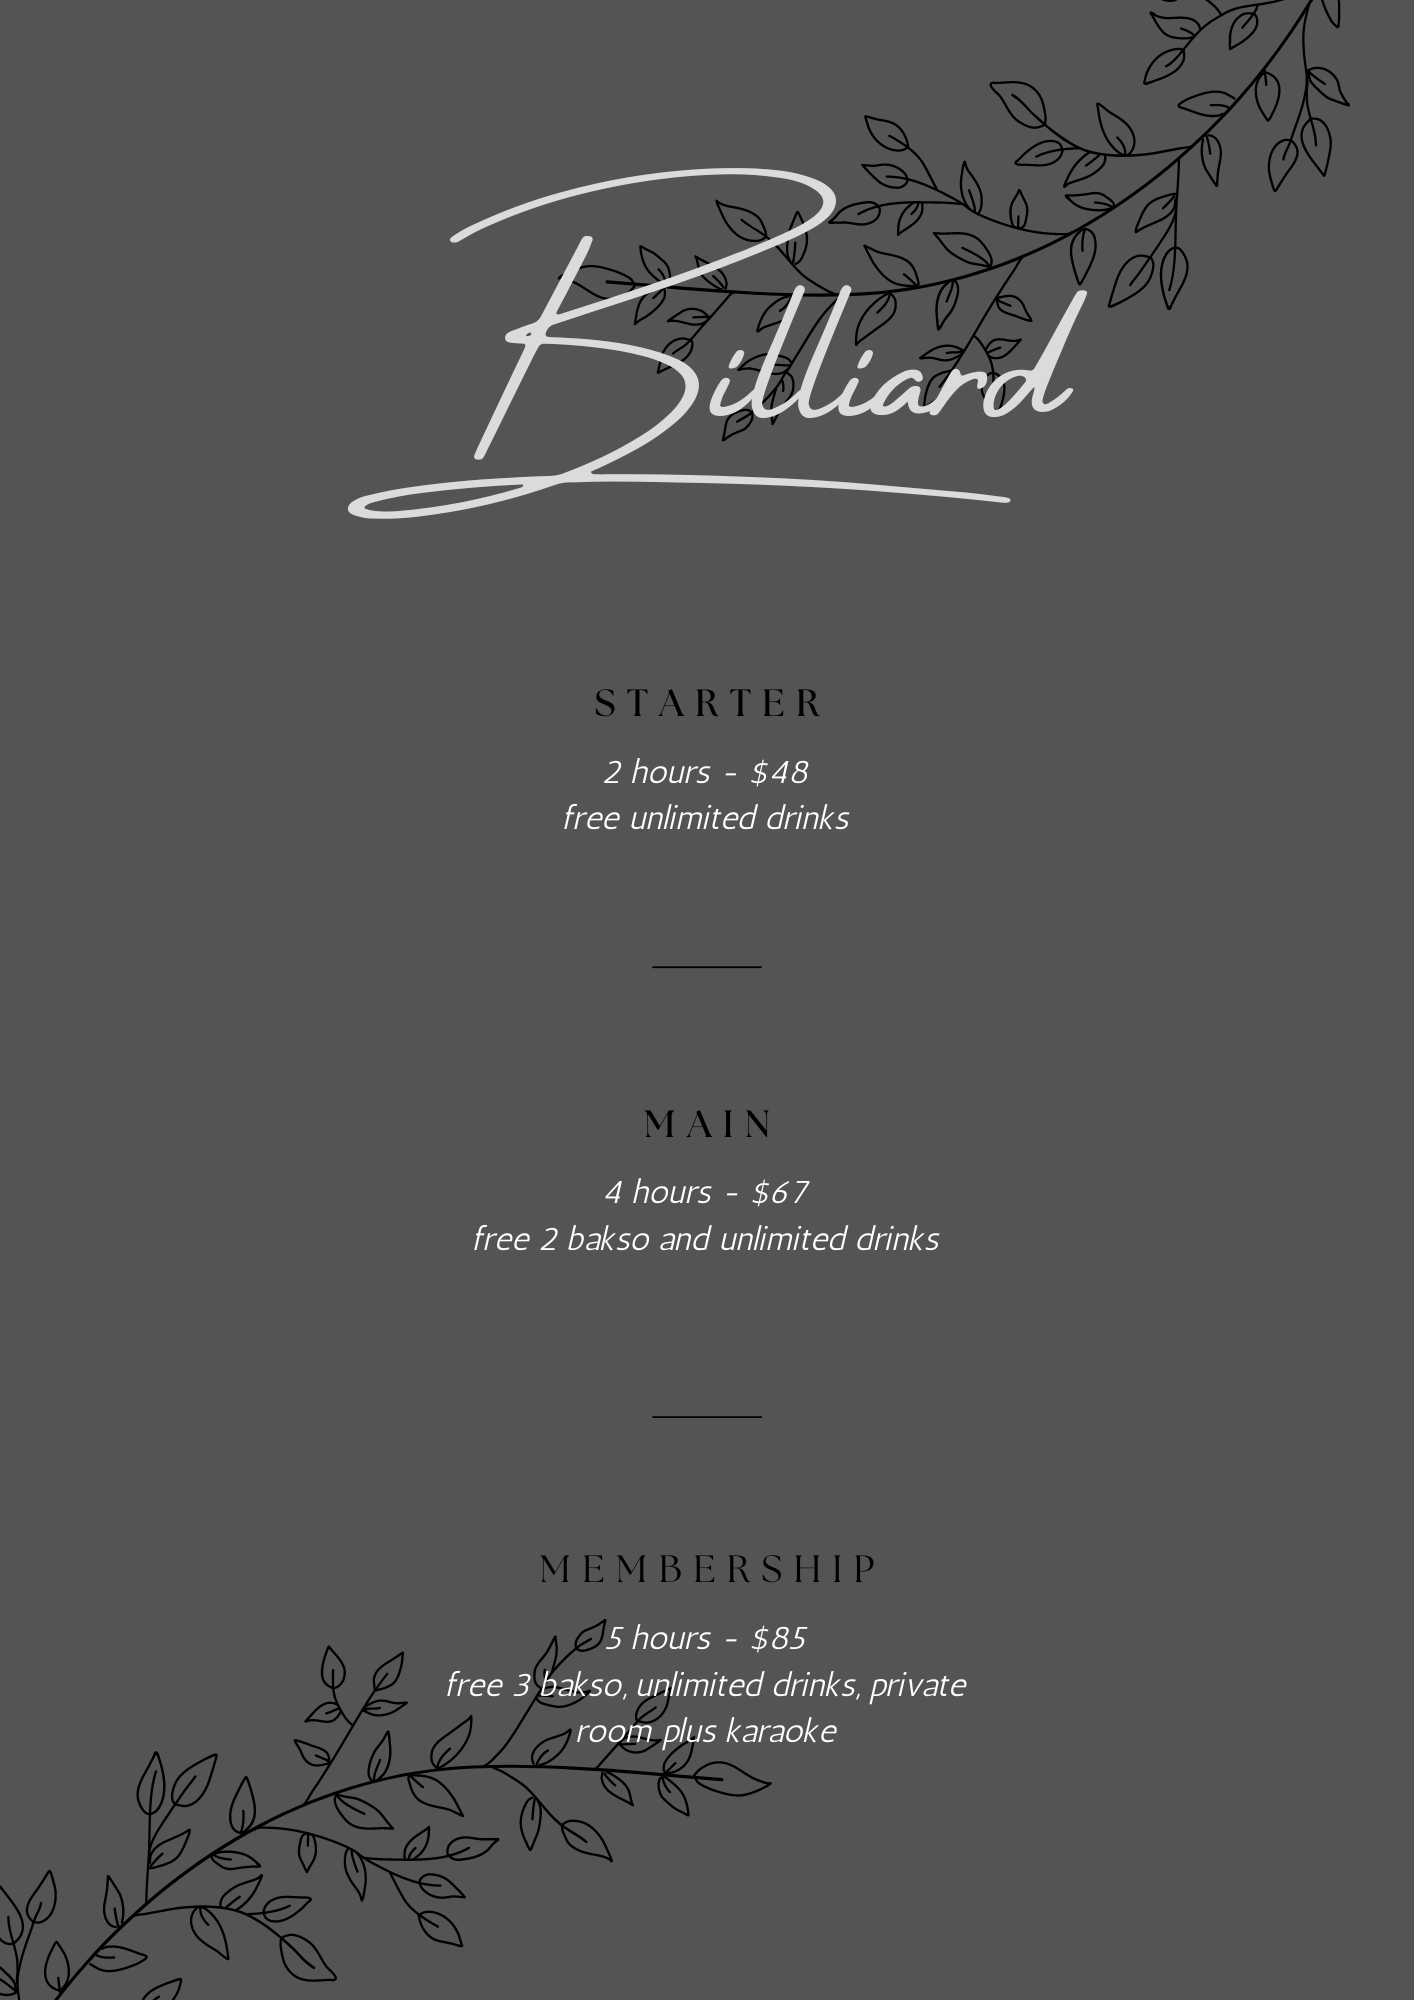 Billiard
STARTER
2 hours - $48
free unlimited drinks
MAIN
4 hours - $67
free 2 bakso and unlimited drinks
MEMBERSHIP
5 hours - $85
free 3 bakso, unlimited drinks, private
room plus karaoke